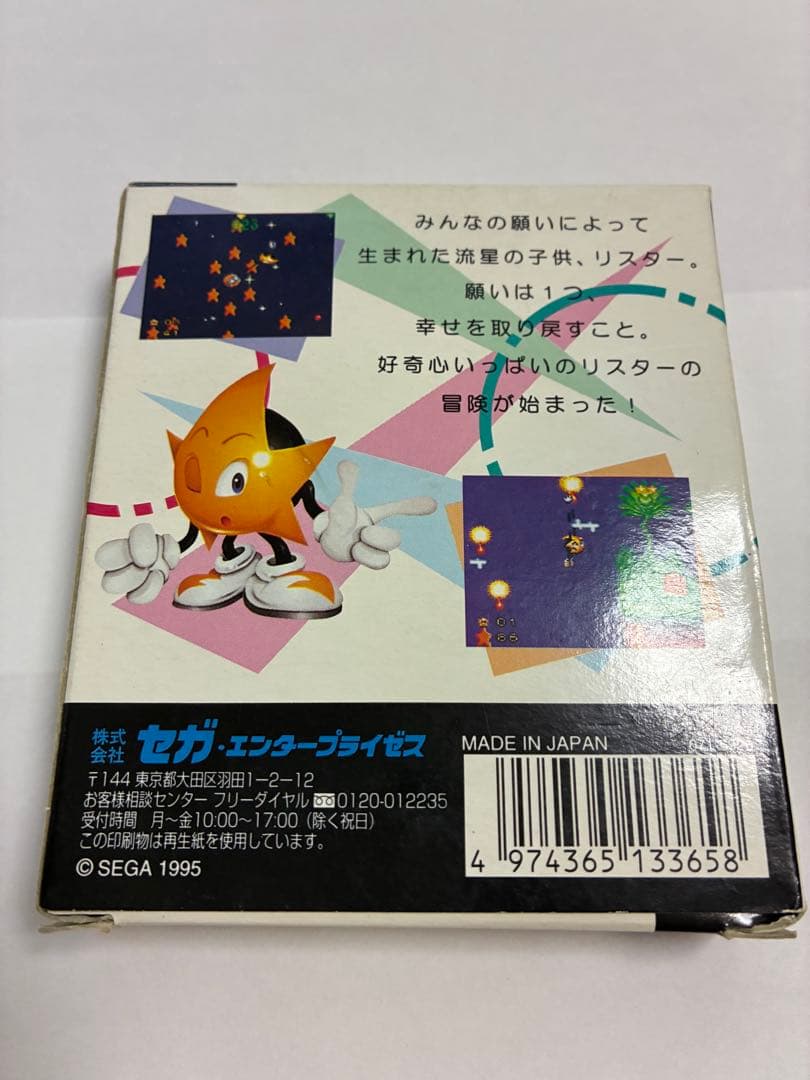 みんなの願いによって
生まれた流星の子供、リスター。
願いは1つ、
幸せを取り戻すこと。
好奇心いっぱいのリスターの
冒険が始まった!
株式会社 セガ・エンタープライゼス
〒144 東京都大田区羽田1-2-12
お客様相談センター フリーダイヤル 0120-012235
受付時間 月〜金10:00〜17:00(除く祝日)
この印刷物は再生紙を使用しています。
© SEGA 1995
MADE IN JAPAN
4 974365 133658